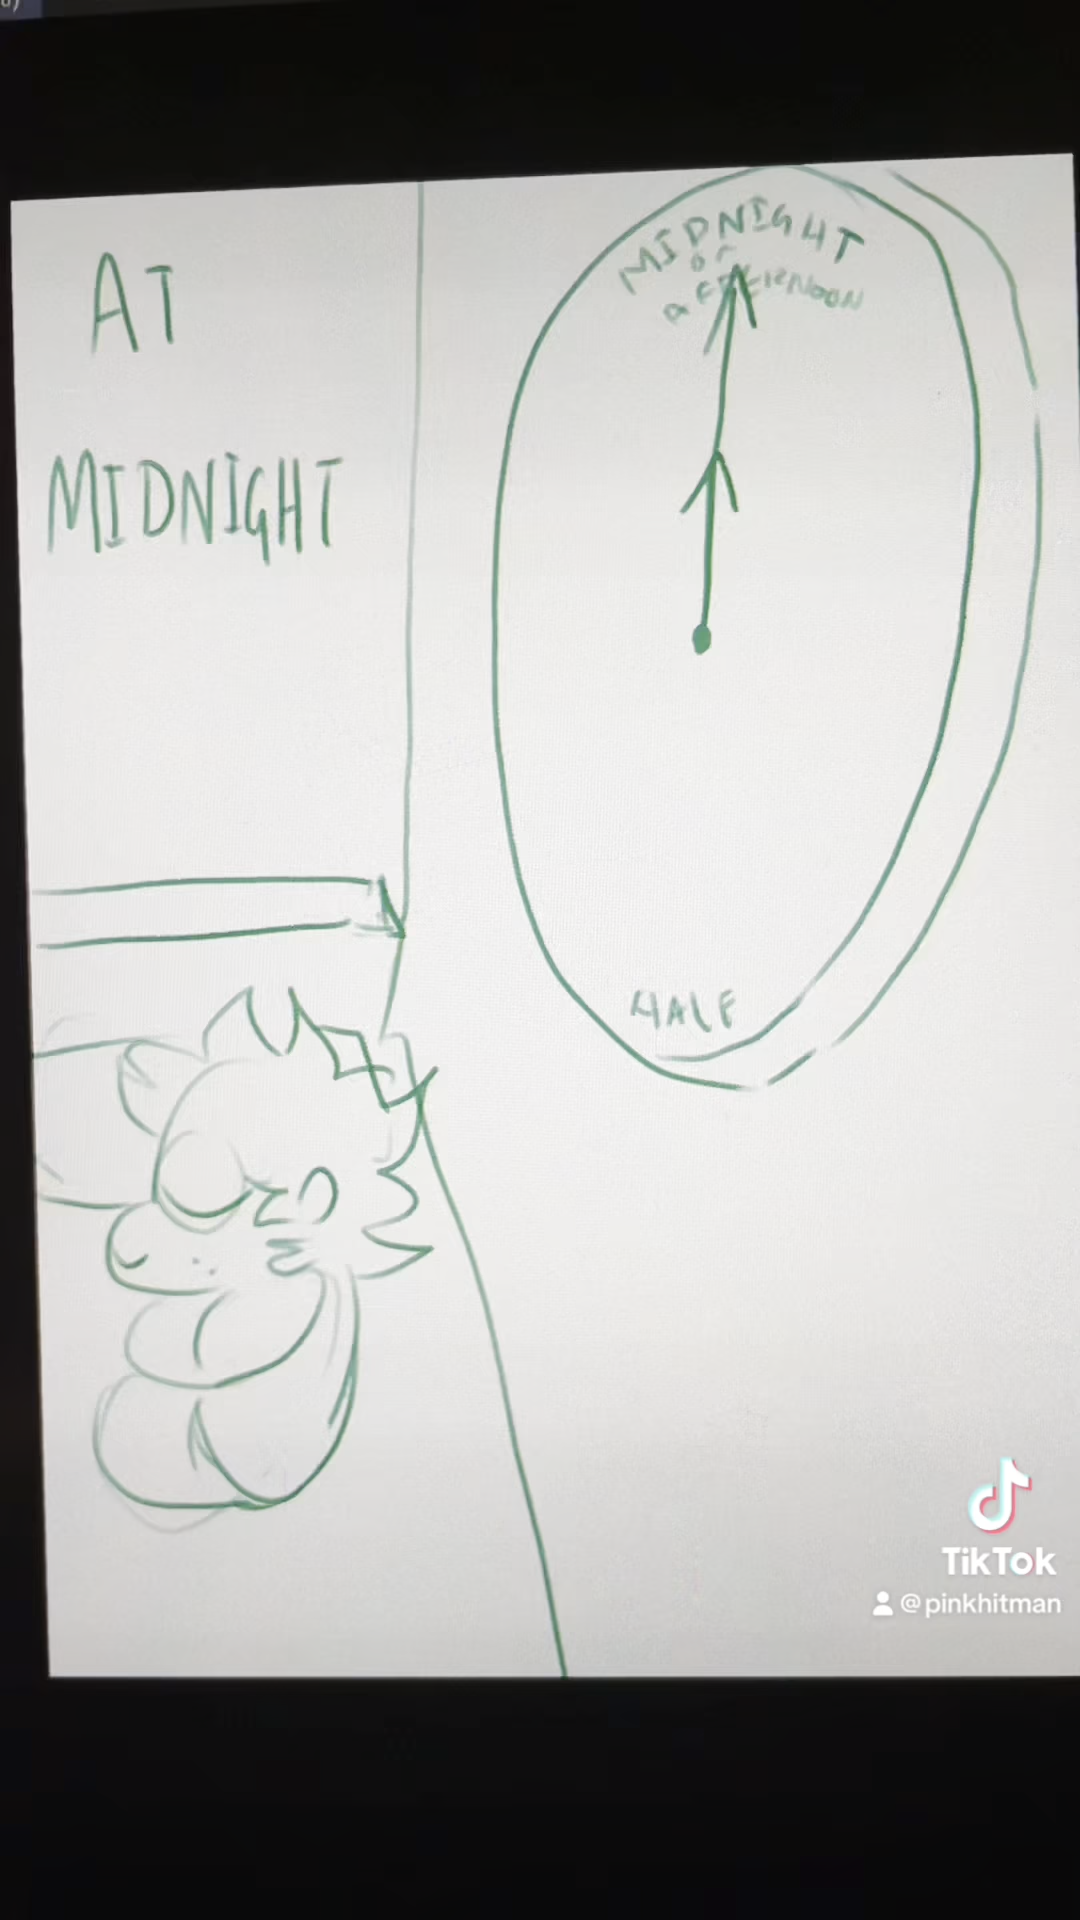 AT
MIDNIGHT
MIDNIGHT
or
AFTERNOON
HALF
TikTok
@pinkhitman